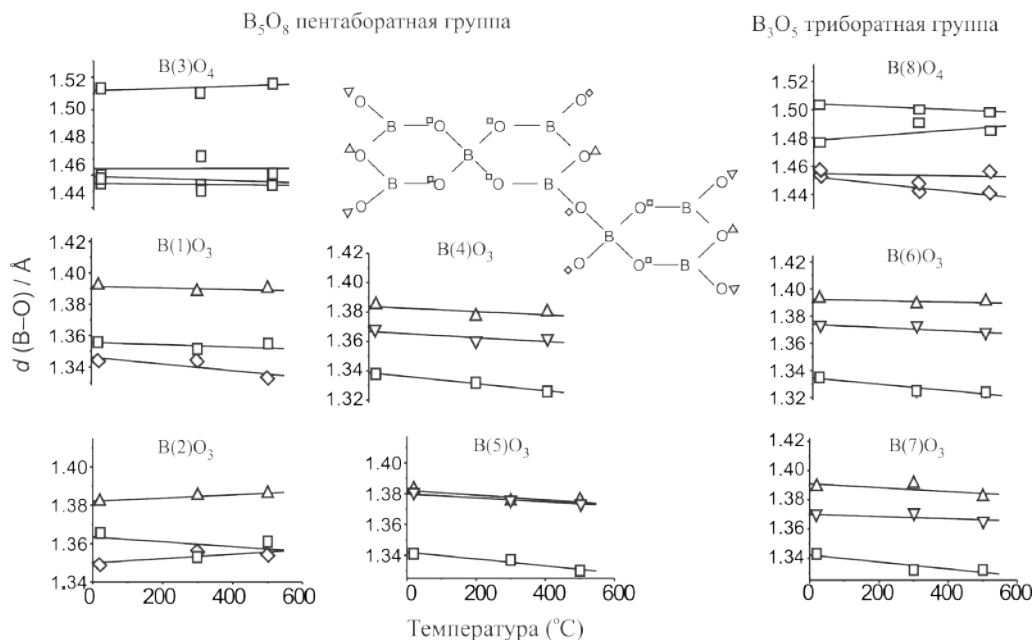 B₅O₈ пентаборатная группа
B₃O₅ триборатная группа
B(3)O₄
1.52
1.50
1.48
1.46
1.44
B(8)O₄
1.52
1.50
1.48
1.46
1.44
O O
B O O B
O B O
B O O B
O O O
O B
B O
O O B
O
d (B–O) / Å
B(1)O₃
1.42
1.40
1.38
1.36
1.34
B(4)O₃
1.40
1.38
1.36
1.34
1.32
B(6)O₃
1.42
1.40
1.38
1.36
1.34
1.32
B(2)O₃
1.40
1.38
1.36
1.34
0 200 400 600
B(5)O₃
1.40
1.38
1.36
1.34
0 200 400 600
B(7)O₃
1.42
1.40
1.38
1.36
1.34
0 200 400 600
Температура (°C)